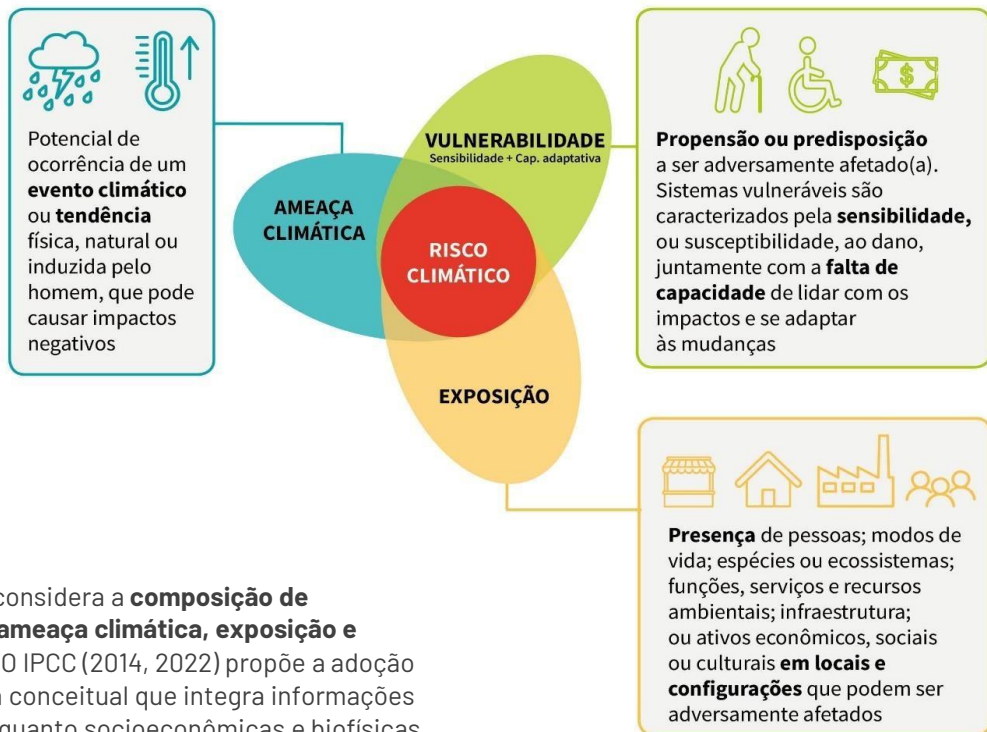 Potencial de
ocorrência de um
evento climático
ou tendência
física, natural ou
induzida pelo
homem, que pode
causar impactos
negativos
AMEAÇA
CLIMÁTICA
VULNERABILIDADE
Sensibilidade + Cap. adaptativa
RISCO
CLIMÁTICO
EXPOSIÇÃO
$
Propensão ou predisposição
a ser adversamente afetado(a).
Sistemas vulneráveis são
caracterizados pela sensibilidade,
ou susceptibilidade, ao dano,
juntamente com a falta de
capacidade de lidar com os
impactos e se adaptar
às mudanças
Presença de pessoas; modos de
vida; espécies ou ecossistemas;
funções, serviços e recursos
ambientais; infraestrutura;
ou ativos econômicos, sociais
ou culturais em locais e
configurações que podem ser
adversamente afetados
considera a composição de
ameaça climática, exposição e
O IPCC (2014, 2022) propõe a adoção
conceitual que integra informações
quanto socioeconômicas e biofísicas